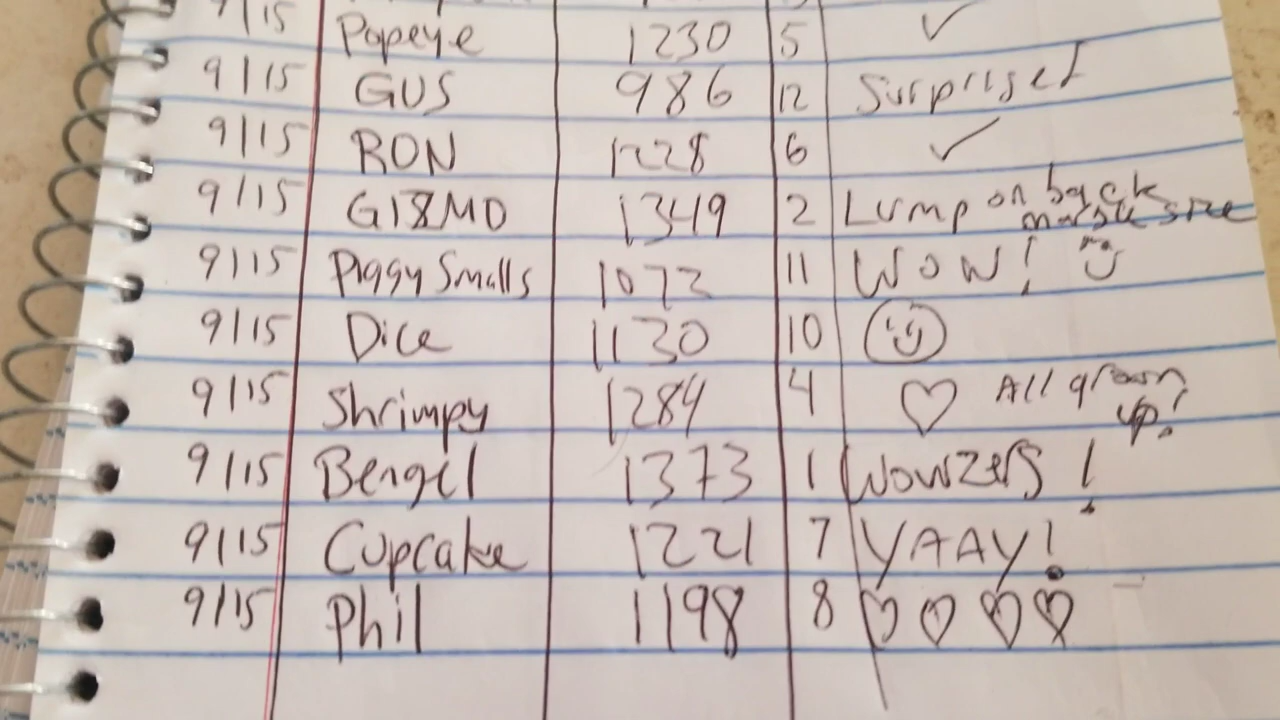 9/15 Popeye 1230 5 ✓
9/15 GUS 986 12 Surprised
9/15 RON 1228 6 ✓
9/15 GIZMO 1349 2 Lump on back marble size
9/15 Piggy Smalls 1073 11 WOW!
9/15 Dice 1130 10
9/15 Shrimpy 1284 4 ♡ All grown up!
9/15 Bengil 1373 1 Wowzers!
9/15 Cupcake 1221 7 YAAY!
9/15 Phil 1198 8 ♡ ♡ ♡ ♡